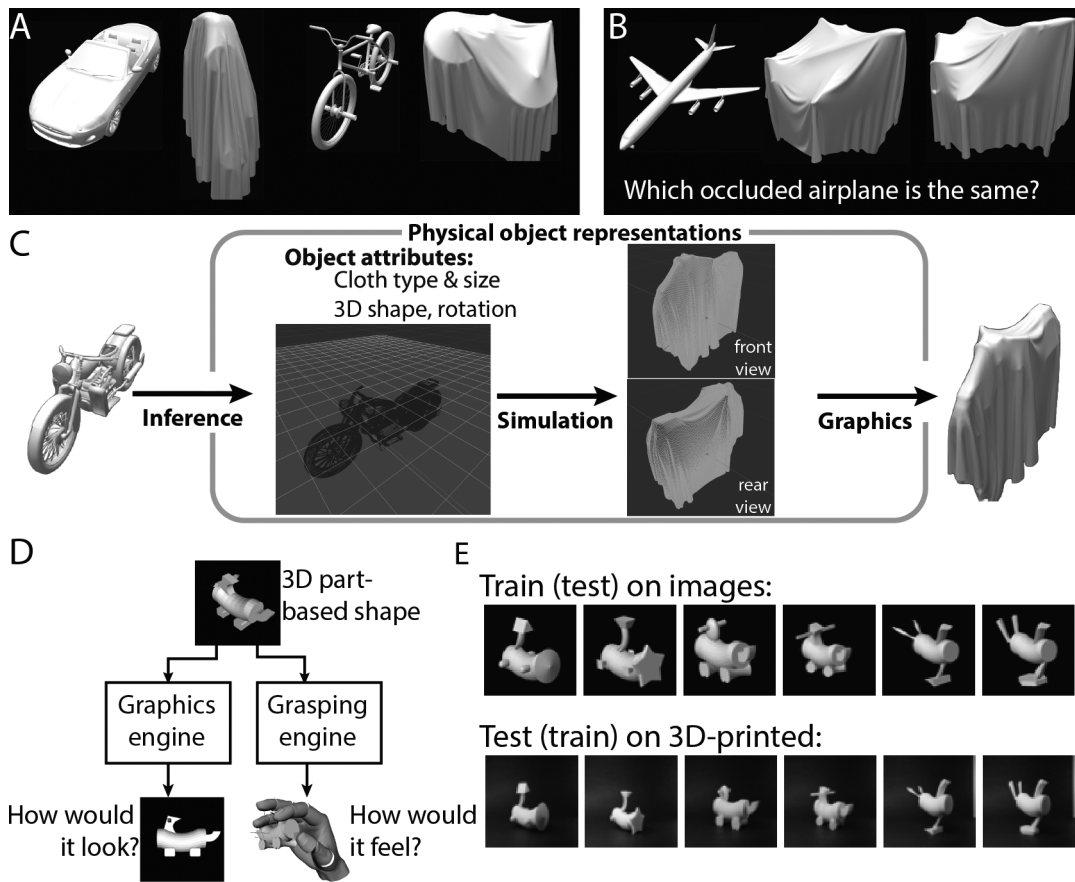 A
B
Which occluded airplane is the same?
C
Physical object representations
Object attributes:
Cloth type & size
3D shape, rotation
front
view
Inference
Simulation
Graphics
rear
view
D
3D part-
based shape
Graphics
engine
Grasping
engine
How would
it look?
How would
it feel?
E
Train (test) on images:
Test (train) on 3D-printed: